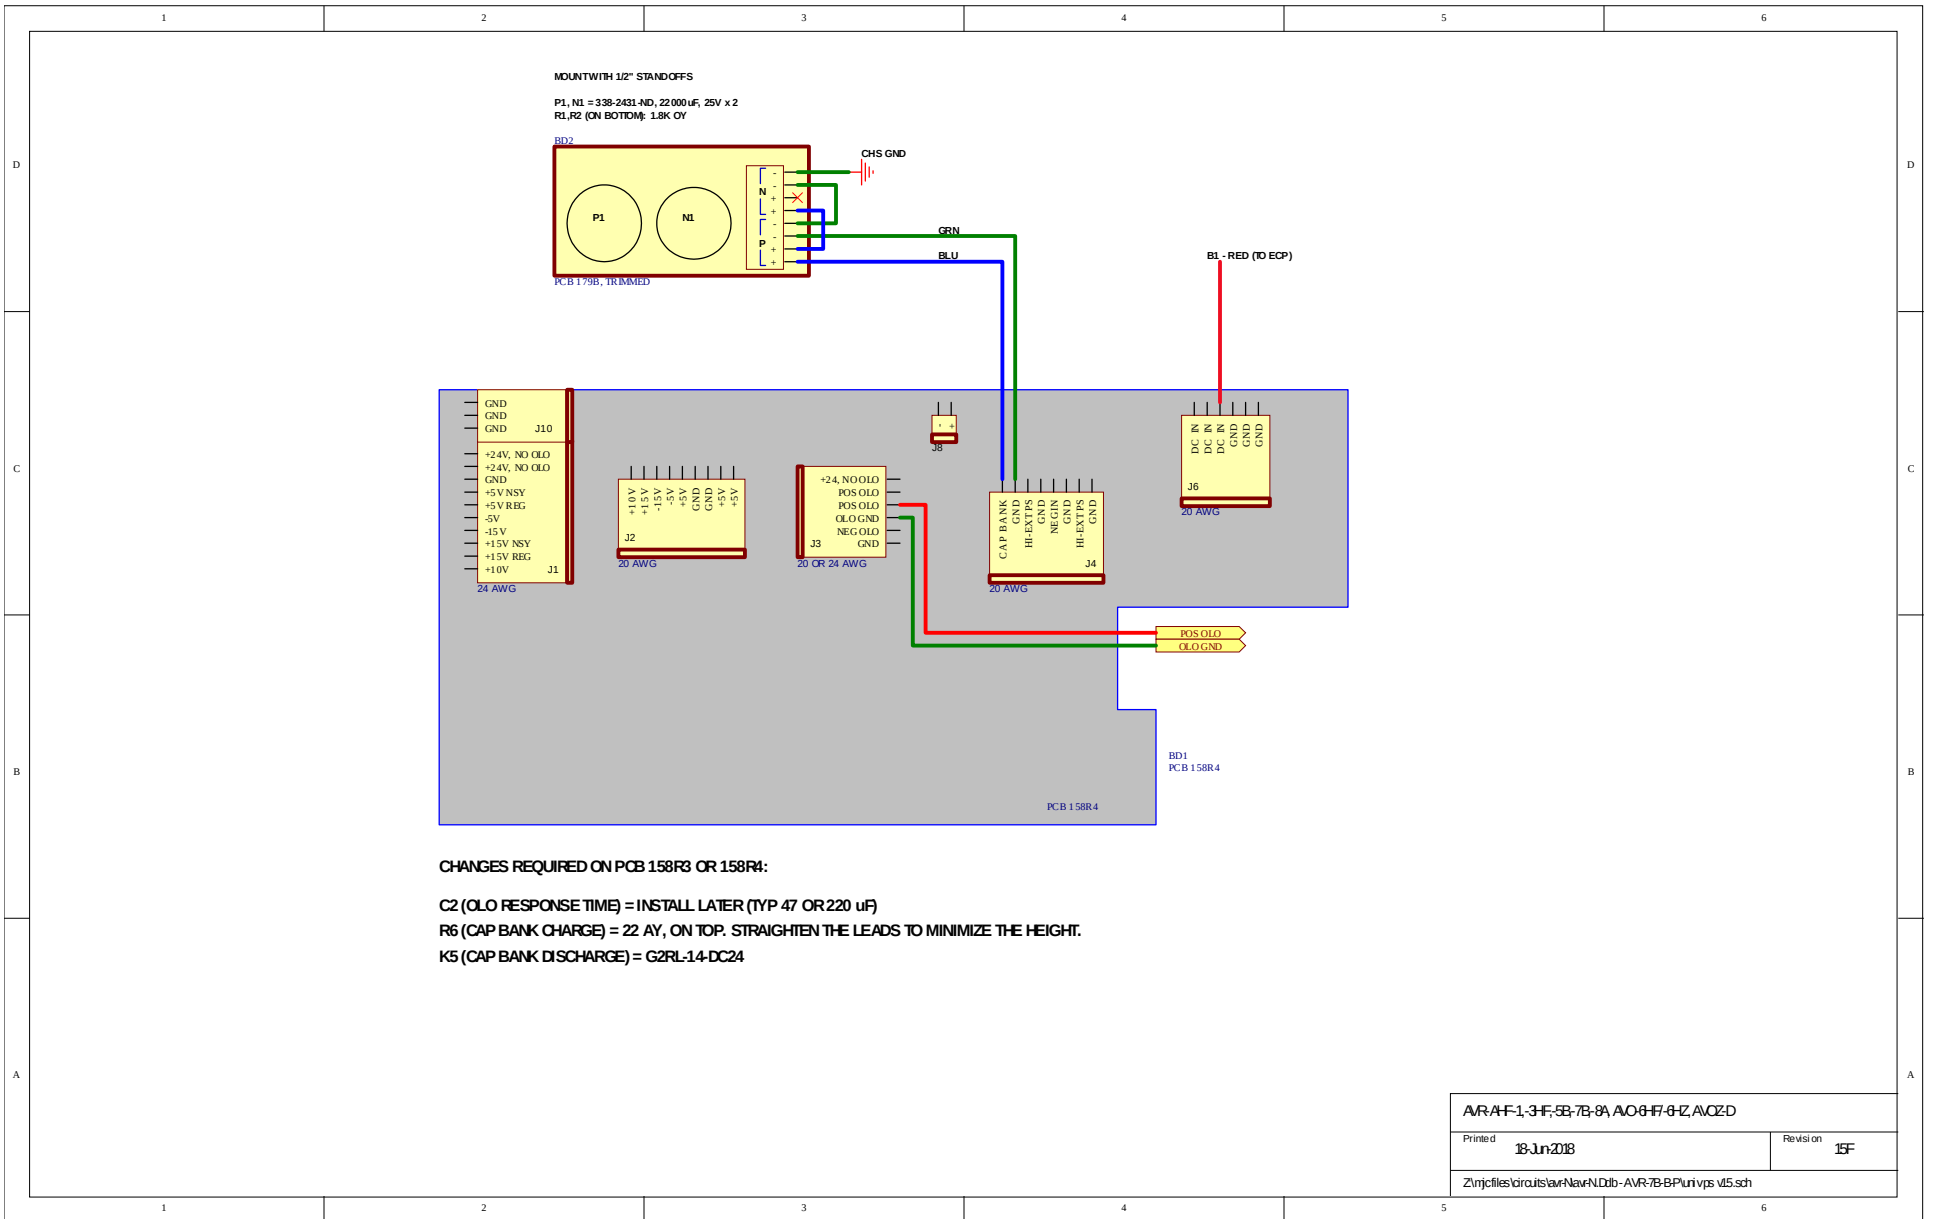 1 2 3 4 5 6
MOUNT WITH 1/2" STANDOFFS
P1, N1 = 338-2431-ND, 22000uF, 25V x 2
R1,R2 (ON BOTTOM): 1.8K OY
BD2
D
D
CHS GND
P1
N1
N
P
-
-
+
+
-
-
+
+
GRN
BLU
PCB 179B, TRIMMED
B1 - RED (TO ECP)
GND
GND
GND
J10
+24V, NO OLO
+24V, NO OLO
GND
+5V NSY
+5V REG
-5V
-15V
+15V NSY
+15V REG
+10V
J1
24 AWG
+10V
+15V
-15V
-5V
+5V
GND
GND
+5V
+5V
J2
20 AWG
+24, NO OLO
POS OLO
POS OLO
OLO GND
NEG OLO
GND
J3
20 OR 24 AWG
- +
J8
CAP BANK
GND
HI-EXT PS
GND
NEG IN
GND
HI-EXT PS
GND
J4
20 AWG
DC IN
DC IN
DC IN
GND
GND
GND
J6
20 AWG
C
C
POS OLO
OLO GND
BD1
PCB 158R4
PCB 158R4
B
B
CHANGES REQUIRED ON PCB 158R3 OR 158R4:
C2 (OLO RESPONSE TIME) = INSTALL LATER (TYP 47 OR 220 uF)
R6 (CAP BANK CHARGE) = 22 AY, ON TOP. STRAIGHTEN THE LEADS TO MINIMIZE THE HEIGHT.
K5 (CAP BANK DISCHARGE) = G2RL-14-DC24
A
A
AVR-AHF-1,-3HF,-5B,-7B,-8A, AVO-6HF/-6HZ, AVOZ-D
Printed 18-Jun-2018
Revision 15F
Z:\mjcfiles\circuits\avr-N\avr-N.Ddb - AVR-7B-B-P\uni vps v15.sch
1 2 3 4 5 6